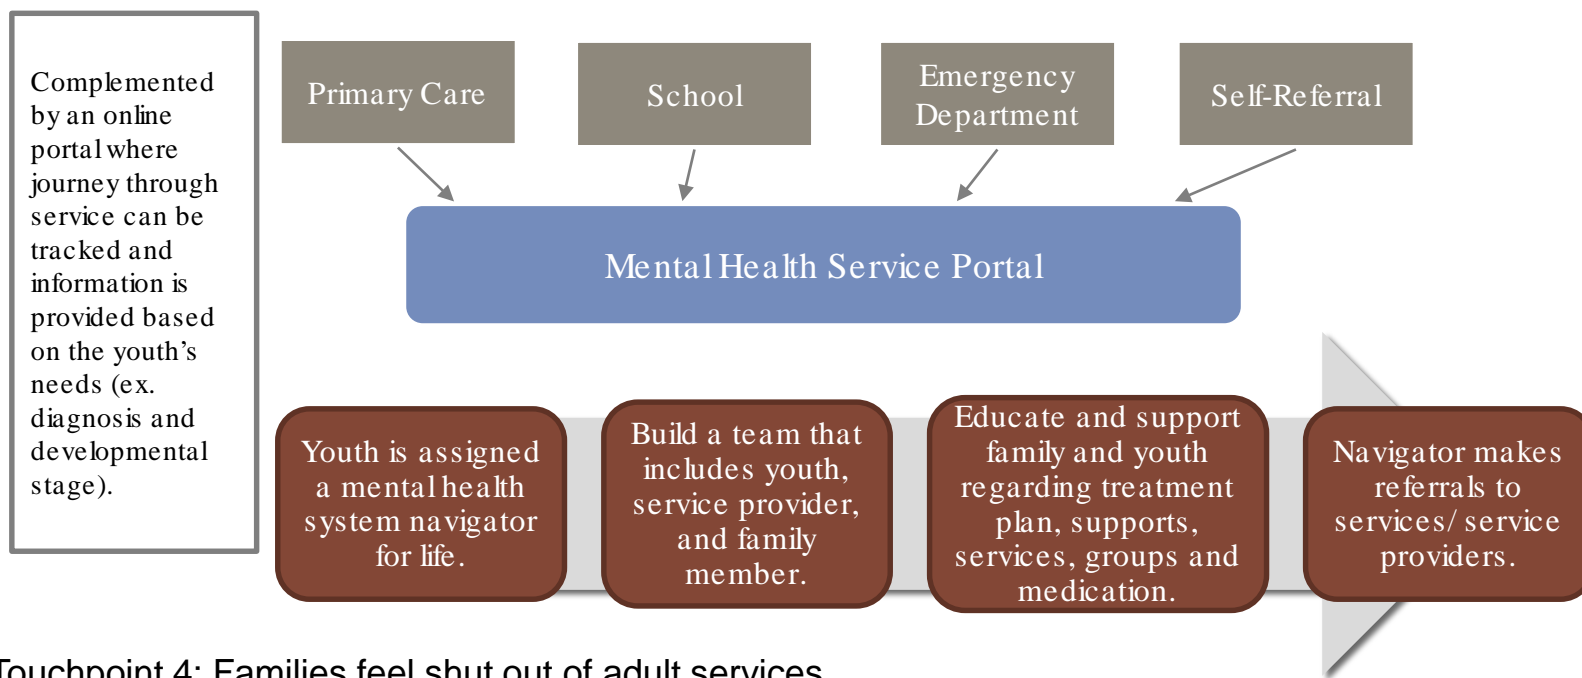 Complemented
by an online
portal where
journey through
service can be
tracked and
information is
provided based
on the youth’s
needs (ex.
diagnosis and
developmental
stage).
Primary Care
School
Emergency
Department
Self-Referral
Mental Health Service Portal
Youth is assigned
a mental health
system navigator
for life.
Build a team that
includes youth,
service provider,
and family
member.
Educate and support
family and youth
regarding treatment
plan, supports,
services, groups and
medication.
Navigator makes
referrals to
services/ service
providers.
Touchpoint 4: Families feel shut out of adult services